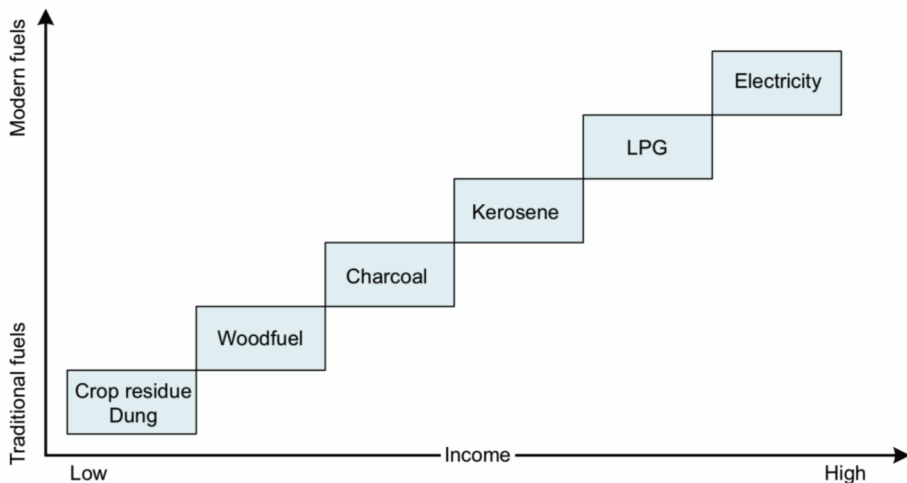 Modern fuels
Electricity
LPG
Kerosene
Charcoal
Woodfuel
Traditional fuels
Crop residue
Dung
Income
Low
High